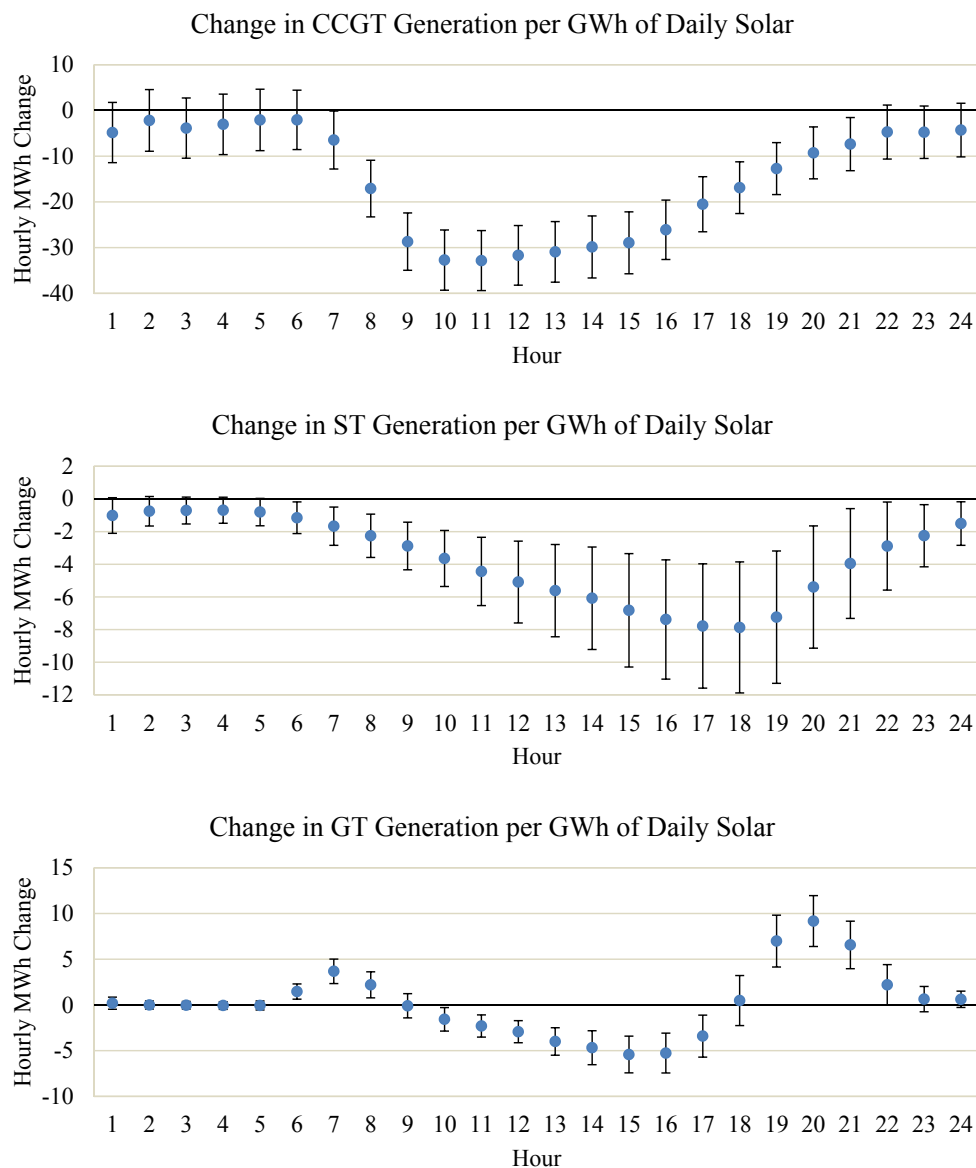 Change in CCGT Generation per GWh of Daily Solar
Hourly MWh Change
10
0
-10
-20
-30
-40
1 2 3 4 5 6 7 8 9 10 11 12 13 14 15 16 17 18 19 20 21 22 23 24
Hour
Change in ST Generation per GWh of Daily Solar
Hourly MWh Change
2
0
-2
-4
-6
-8
-10
-12
1 2 3 4 5 6 7 8 9 10 11 12 13 14 15 16 17 18 19 20 21 22 23 24
Hour
Change in GT Generation per GWh of Daily Solar
Hourly MWh Change
15
10
5
0
-5
-10
1 2 3 4 5 6 7 8 9 10 11 12 13 14 15 16 17 18 19 20 21 22 23 24
Hour